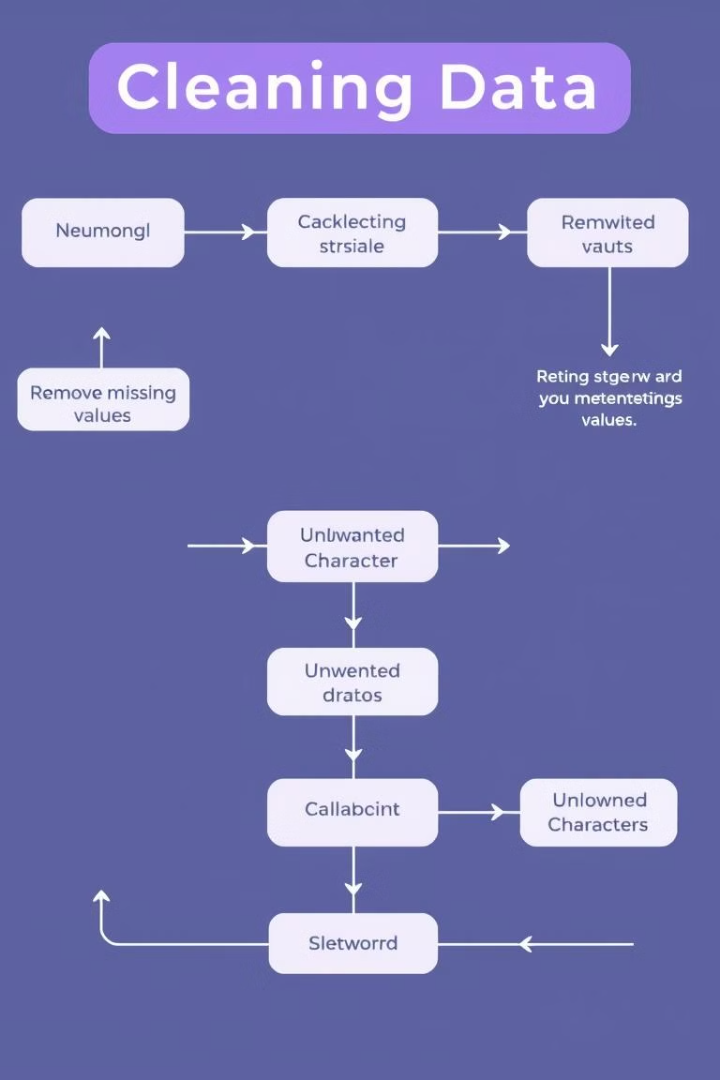 Cleaning Data
Neumongl
Cacklecting
strsiale
Remwited
vauts
Remove missing
values
Reting stgerw ard
you metentetings
values.
Unlwanted
Character
Unwented
dratos
Callabcint
Unlowned
Characters
Sletworrd